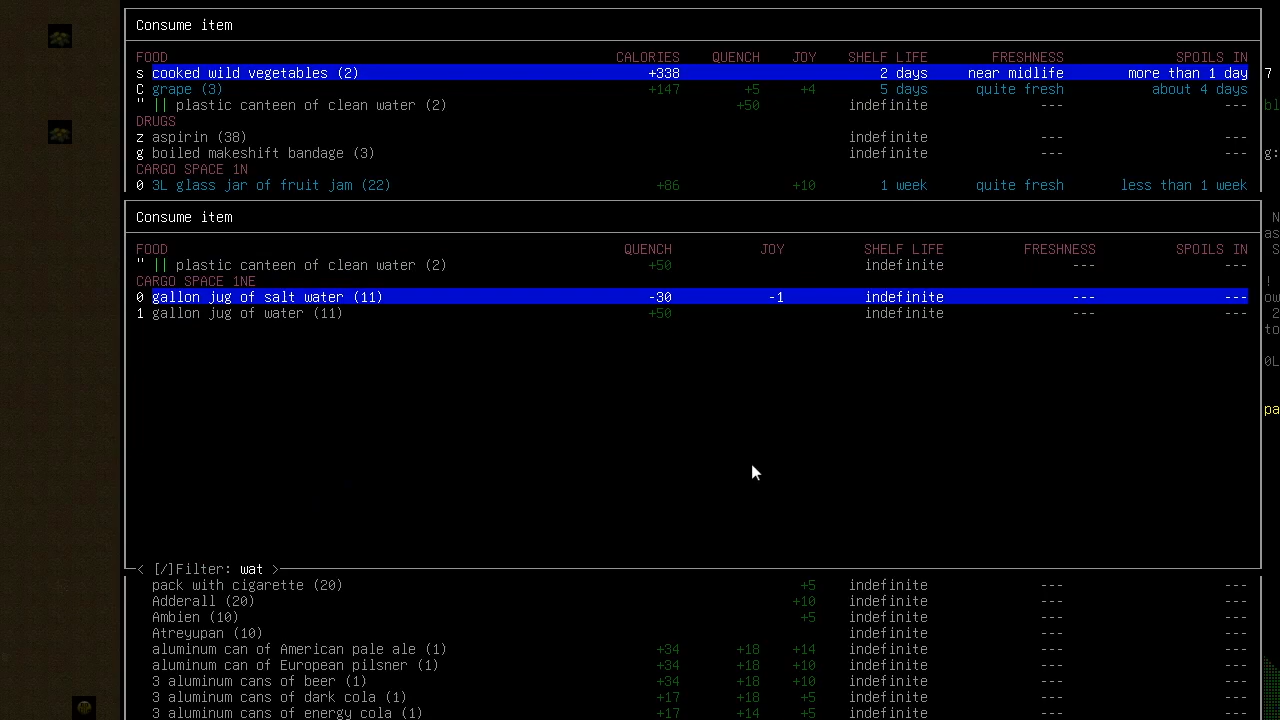 Consume item
FOOD CALORIES QUENCH JOY SHELF LIFE FRESHNESS SPOILS IN
s cooked wild vegetables (2) +338 2 days near midlife more than 1 day 7
C grape (3) +147 +5 +4 5 days quite fresh about 4 days
" || plastic canteen of clean water (2) +50 indefinite --- --- bl
DRUGS
z aspirin (38) indefinite --- ---
g boiled makeshift bandage (3) indefinite --- --- g:
CARGO SPACE 1N
0 3L glass jar of fruit jam (22) +86 +10 1 week quite fresh less than 1 week
Consume item N
as
FOOD QUENCH JOY SHELF LIFE FRESHNESS SPOILS IN S
" || plastic canteen of clean water (2) +50 indefinite --- ---
CARGO SPACE 1NE !
0 gallon jug of salt water (11) -30 -1 indefinite --- --- ow
1 gallon jug of water (11) +50 indefinite --- --- 2
to
0L
pa
< [/]Filter: wat >
pack with cigarette (20) +5 indefinite --- ---
Adderall (20) +10 indefinite --- ---
Ambien (10) +5 indefinite --- ---
Atreyupan (10) indefinite --- ---
aluminum can of American pale ale (1) +34 +18 +14 indefinite --- ---
aluminum can of European pilsner (1) +34 +18 +10 indefinite --- ---
3 aluminum cans of beer (1) +34 +18 +10 indefinite --- ---
3 aluminum cans of dark cola (1) +17 +18 +5 indefinite --- ---
3 aluminum cans of energy cola (1) +17 +14 +5 indefinite --- ---